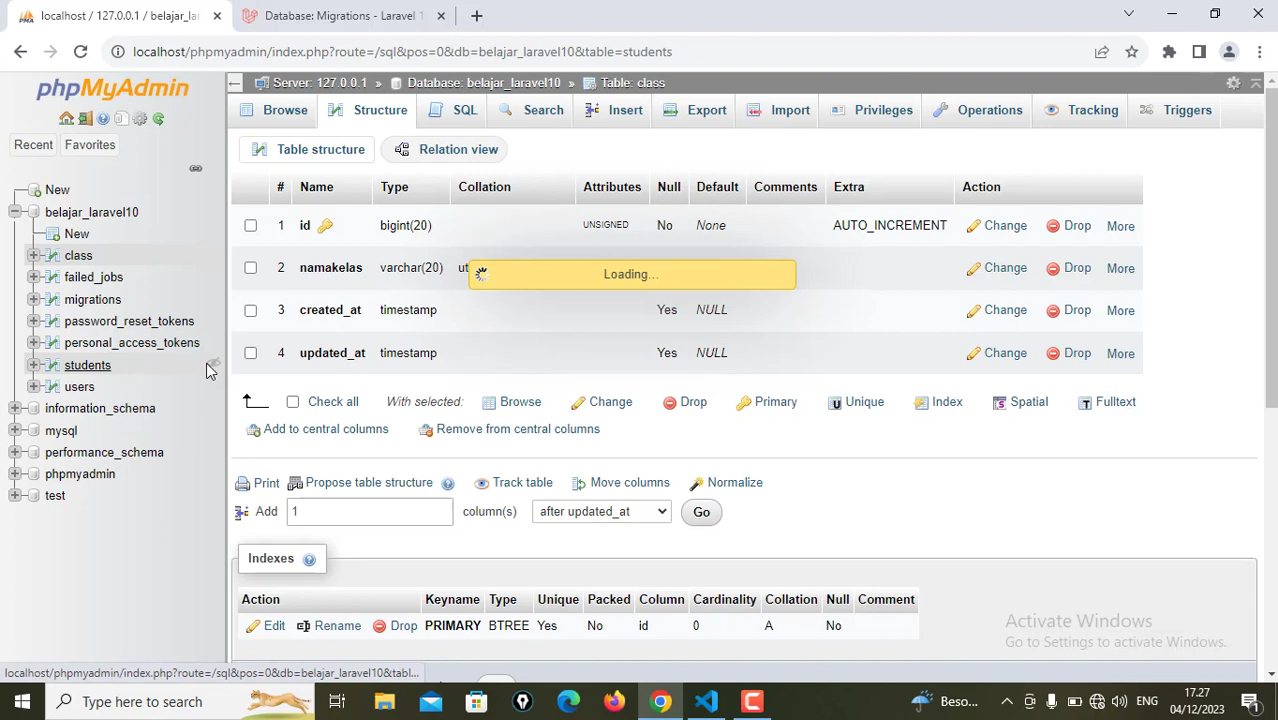 localhost / 127.0.0.1 / belajar_la
Database: Migrations - Laravel 1
localhost/phpmyadmin/index.php?route=/sql&pos=0&db=belajar_laravel10&table=students
phpMyAdmin
Recent
Favorites
New
belajar_laravel10
New
class
failed_jobs
migrations
password_reset_tokens
personal_access_tokens
students
users
information_schema
mysql
performance_schema
phpmyadmin
test
Server: 127.0.0.1 » Database: belajar_laravel10 » Table: class
Browse Structure SQL Search Insert Export Import Privileges Operations Tracking Triggers
Table structure Relation view
# Name Type Collation Attributes Null Default Comments Extra Action
1 id bigint(20) UNSIGNED No None AUTO_INCREMENT Change Drop More
2 namakelas varchar(20) ut Change Drop More
Loading...
3 created_at timestamp Yes NULL Change Drop More
4 updated_at timestamp Yes NULL Change Drop More
Check all With selected: Browse Change Drop Primary Unique Index Spatial Fulltext
Add to central columns Remove from central columns
Print Propose table structure Track table Move columns Normalize
Add 1 column(s) after updated_at Go
Indexes
Action Keyname Type Unique Packed Column Cardinality Collation Null Comment
Edit Rename Drop PRIMARY BTREE Yes No id 0 A No
Activate Windows
Go to Settings to activate Windows.
localhost/phpmyadmin/index.php?route=/sql&pos=0&db=belajar_laravel10&tabl...
Type here to search
Beso...
ENG
17.27
04/12/2023
1